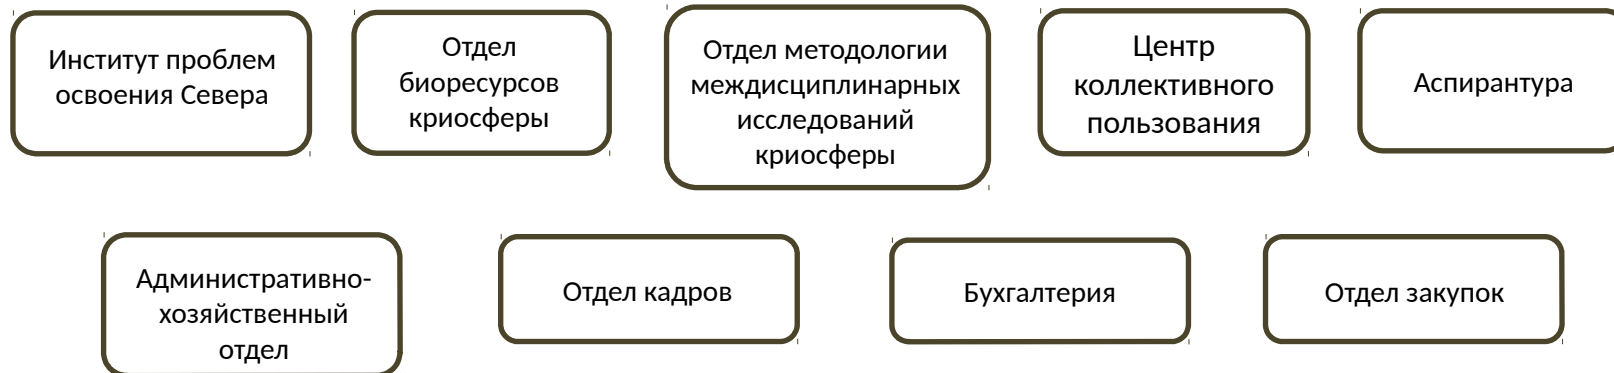 Институт проблем
освоения Севера
Отдел
биоресурсов
криосферы
Отдел методологии
междисциплинарных
исследований
криосферы
Центр
коллективного
пользования
Аспирантура
Административно-
хозяйственный
отдел
Отдел кадров
Бухгалтерия
Отдел закупок